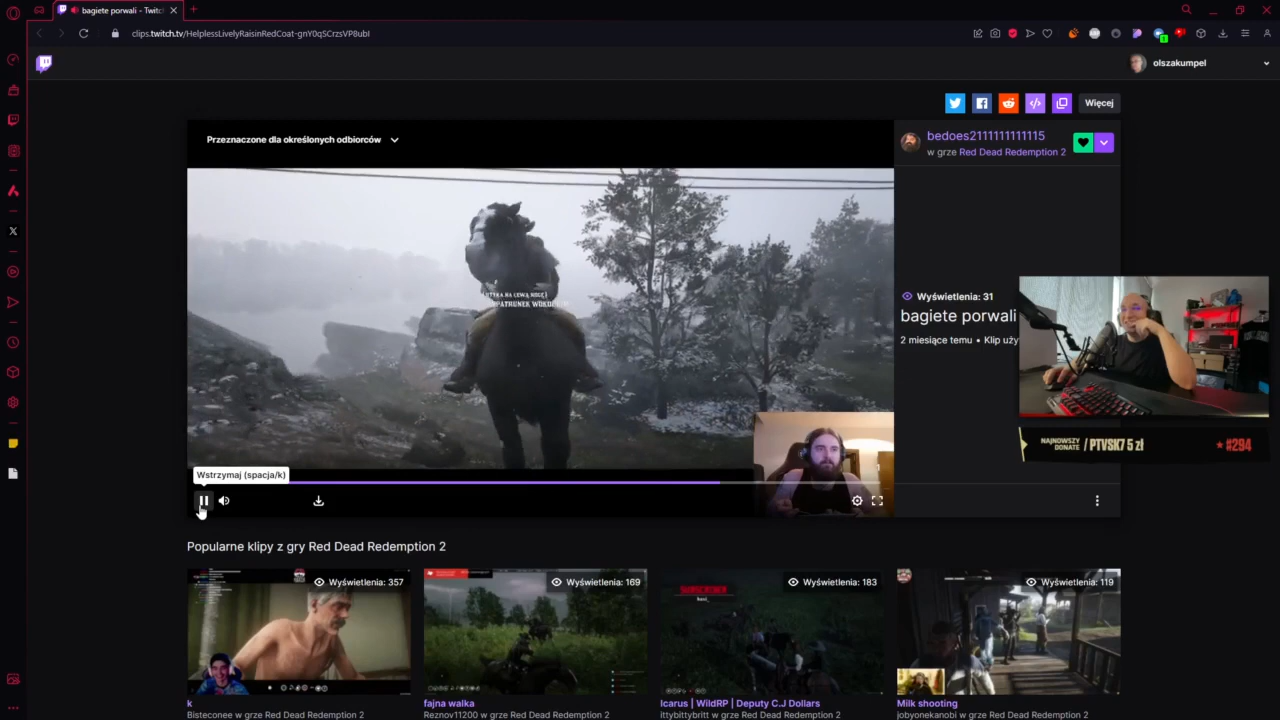 bagiete porwali - Twitc
clips.twitch.tv/HelplessLivelyRaisinRedCoat-gnY0qSCrzsVP8ubI
olszakumpel
Więcej
Przeznaczone dla określonych odbiorców
bedoes2111111111115
w grze Red Dead Redemption 2
Wyświetlenia: 31
bagiete porwali
2 miesiące temu • Klip uży
NAJNOWSZY
DONATE
/ PTVSK7 5 zł
#294
Wstrzymaj (spacja/k)
Popularne klipy z gry Red Dead Redemption 2
Wyświetlenia: 357
Wyświetlenia: 169
Wyświetlenia: 183
Wyświetlenia: 119
k
Bisteconee w grze Red Dead Redemption 2
fajna walka
Reznov11200 w grze Red Dead Redemption 2
Icarus | WildRP | Deputy C.J Dollars
ittybittybritt w grze Red Dead Redemption 2
Milk shooting
jobyonekanobi w grze Red Dead Redemption 2